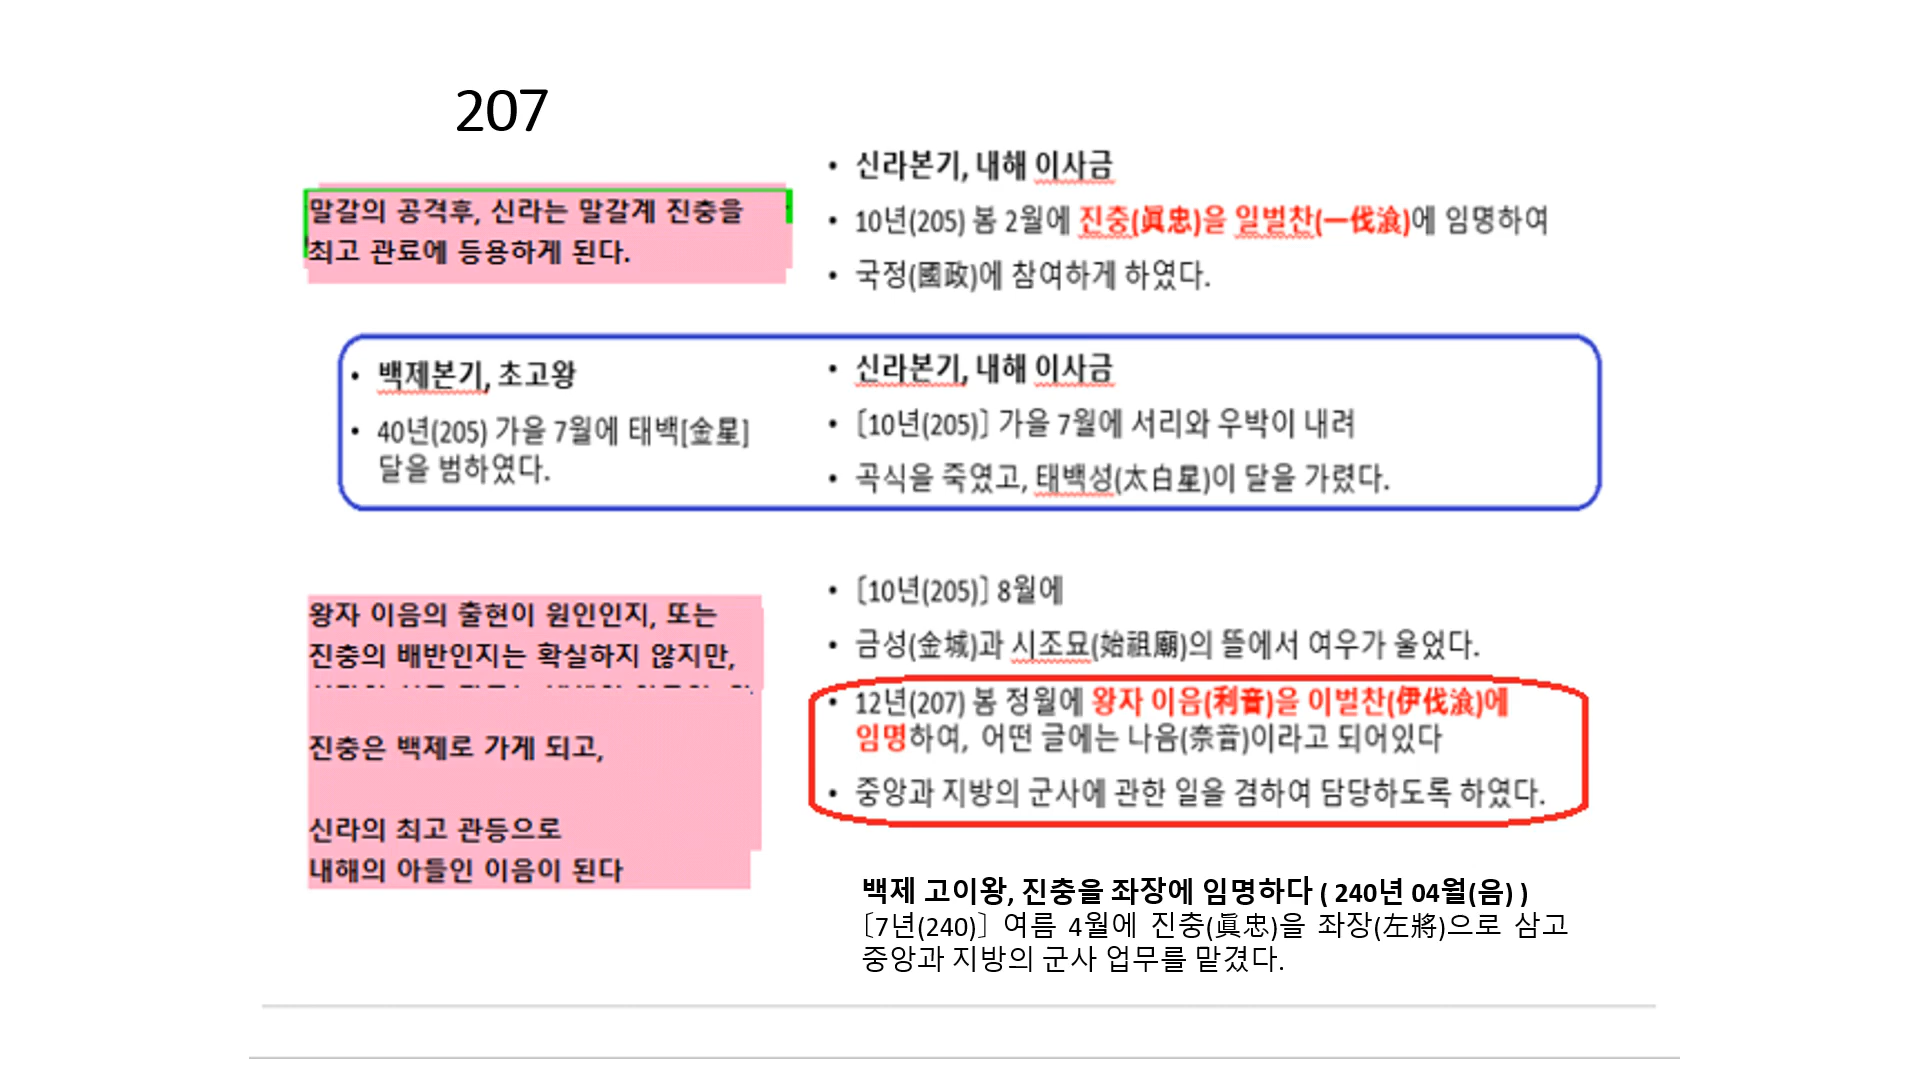 207
말갈의 공격후, 신라는 말갈계 진충을
최고 관료에 등용하게 된다.
• 신라본기, 내해 이사금
• 10년(205) 봄 2월에 진충(眞忠)을 일벌찬(一伐湌)에 임명하여
• 국정(國政)에 참여하게 하였다.
• 백제본기, 초고왕
• 40년(205) 가을 7월에 태백[金星]
달을 범하였다.
• 신라본기, 내해 이사금
• [10년(205)] 가을 7월에 서리와 우박이 내려
• 곡식을 죽였고, 태백성(太白星)이 달을 가렸다.
왕자 이음의 출현이 원인인지, 또는
진충의 배반인지는 확실하지 않지만,
진충은 백제로 가게 되고,
신라의 최고 관등으로
내해의 아들인 이음이 된다
• [10년(205)] 8월에
• 금성(金城)과 시조묘(始祖廟)의 뜰에서 여우가 울었다.
• 12년(207) 봄 정월에 왕자 이음(利音)을 이벌찬(伊伐湌)에
임명하여, 어떤 글에는 나음(奈音)이라고 되어있다
• 중앙과 지방의 군사에 관한 일을 겸하여 담당하도록 하였다.
백제 고이왕, 진충을 좌장에 임명하다 ( 240년 04월(음) )
〔7년(240)〕 여름 4월에 진충(眞忠)을 좌장(左將)으로 삼고
중앙과 지방의 군사 업무를 맡겼다.